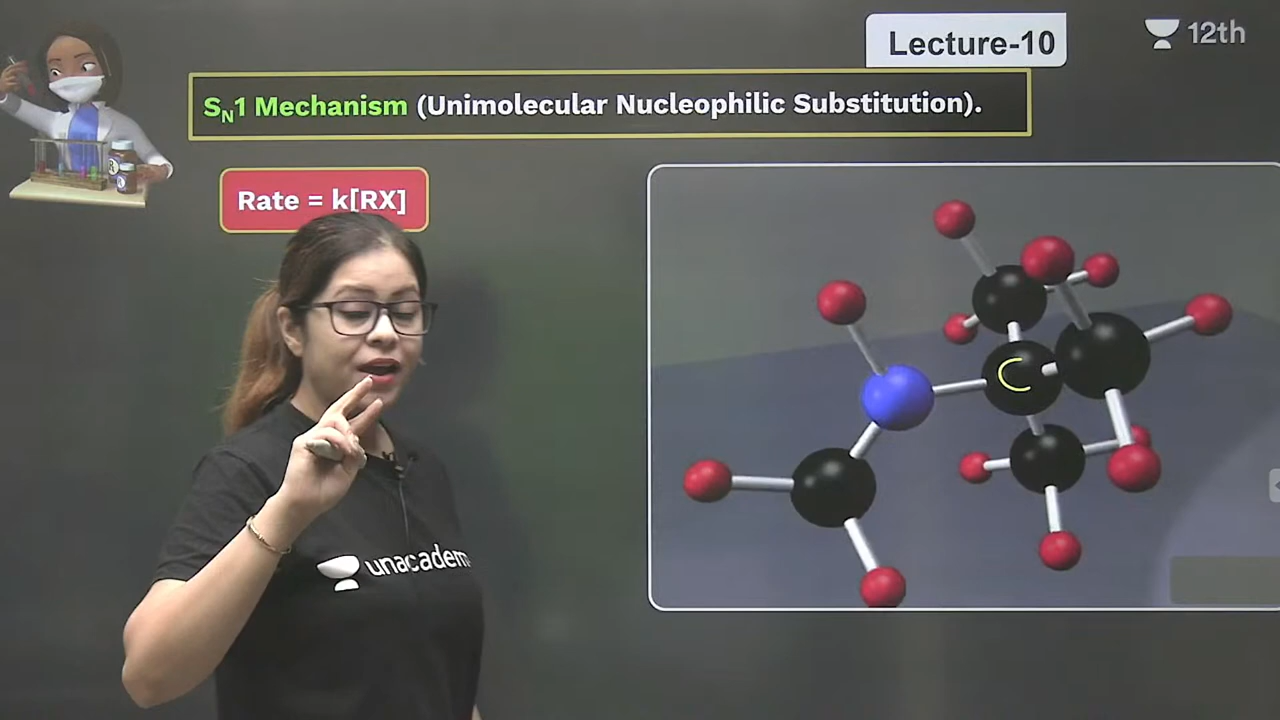 Lecture-10
12th
SN1 Mechanism (Unimolecular Nucleophilic Substitution).
Rate = k[RX]
C
unacadem